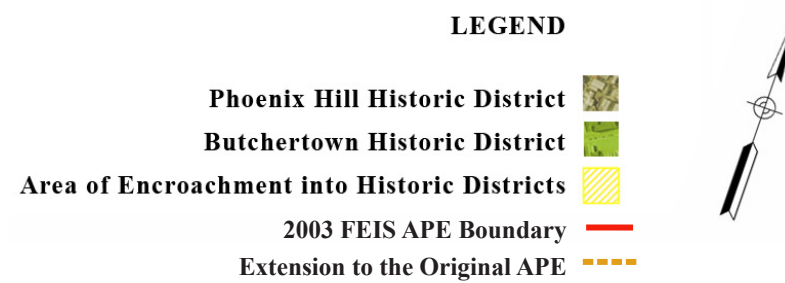 LEGEND
Phoenix Hill Historic District
Butchertown Historic District
Area of Encroachment into Historic Districts
2003 FEIS APE Boundary
Extension to the Original APE